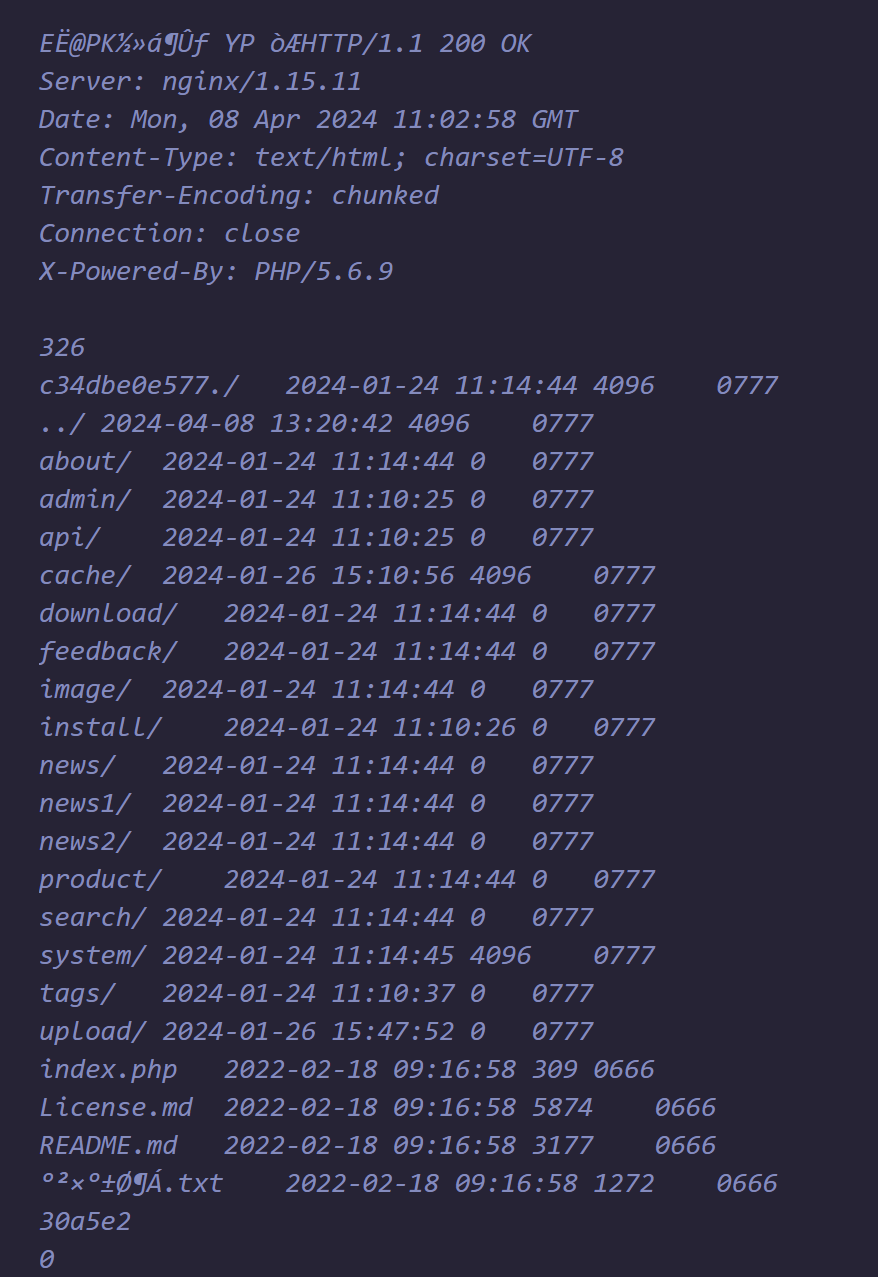 EË@PK½»á¶Ûƒ YP òÆHTTP/1.1 200 OK
Server: nginx/1.15.11
Date: Mon, 08 Apr 2024 11:02:58 GMT
Content-Type: text/html; charset=UTF-8
Transfer-Encoding: chunked
Connection: close
X-Powered-By: PHP/5.6.9
326
c34dbe0e577./	2024-01-24 11:14:44	4096	0777
../	2024-04-08 13:20:42	4096	0777
about/	2024-01-24 11:14:44	0	0777
admin/	2024-01-24 11:10:25	0	0777
api/	2024-01-24 11:10:25	0	0777
cache/	2024-01-26 15:10:56	4096	0777
download/	2024-01-24 11:14:44	0	0777
feedback/	2024-01-24 11:14:44	0	0777
image/	2024-01-24 11:14:44	0	0777
install/	2024-01-24 11:10:26	0	0777
news/	2024-01-24 11:14:44	0	0777
news1/	2024-01-24 11:14:44	0	0777
news2/	2024-01-24 11:14:44	0	0777
product/	2024-01-24 11:14:44	0	0777
search/	2024-01-24 11:14:44	0	0777
system/	2024-01-24 11:14:45	4096	0777
tags/	2024-01-24 11:10:37	0	0777
upload/	2024-01-26 15:47:52	0	0777
index.php	2022-02-18 09:16:58	309	0666
License.md	2022-02-18 09:16:58	5874	0666
README.md	2022-02-18 09:16:58	3177	0666
°²×°±Ø¶Á.txt	2022-02-18 09:16:58	1272	0666
30a5e2
0